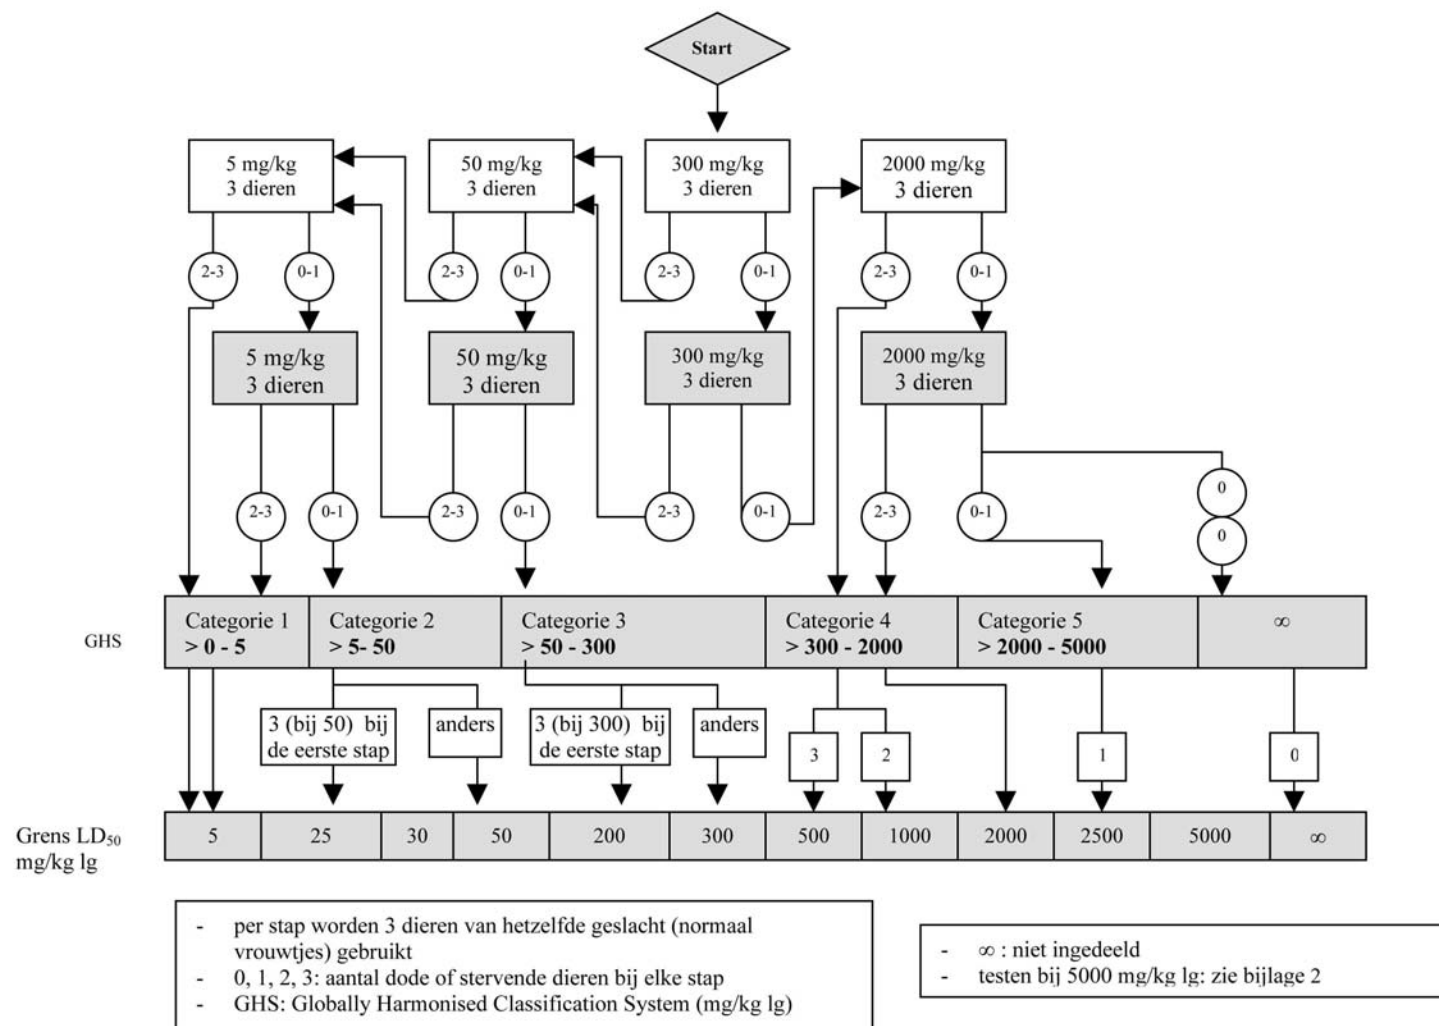 Start
5 mg/kg
3 dieren
50 mg/kg
3 dieren
300 mg/kg
3 dieren
2000 mg/kg
3 dieren
2-3
0-1
2-3
0-1
2-3
0-1
2-3
0-1
5 mg/kg
3 dieren
50 mg/kg
3 dieren
300 mg/kg
3 dieren
2000 mg/kg
3 dieren
0
2-3
0-1
2-3
0-1
2-3
0-1
2-3
0-1
0
GHS
Categorie 1
> 0 - 5
Categorie 2
> 5- 50
Categorie 3
> 50 - 300
Categorie 4
> 300 - 2000
Categorie 5
> 2000 - 5000
∞
3 (bij 50) bij
de eerste stap
anders
3 (bij 300) bij
de eerste stap
anders
3
2
1
0
Grens LD₅₀
mg/kg lg
5
25
30
50
200
300
500
1000
2000
2500
5000
∞
- per stap worden 3 dieren van hetzelfde geslacht (normaal
vrouwtjes) gebruikt
- 0, 1, 2, 3: aantal dode of stervende dieren bij elke stap
- GHS: Globally Harmonised Classification System (mg/kg lg)
- ∞ : niet ingedeeld
- testen bij 5000 mg/kg lg: zie bijlage 2